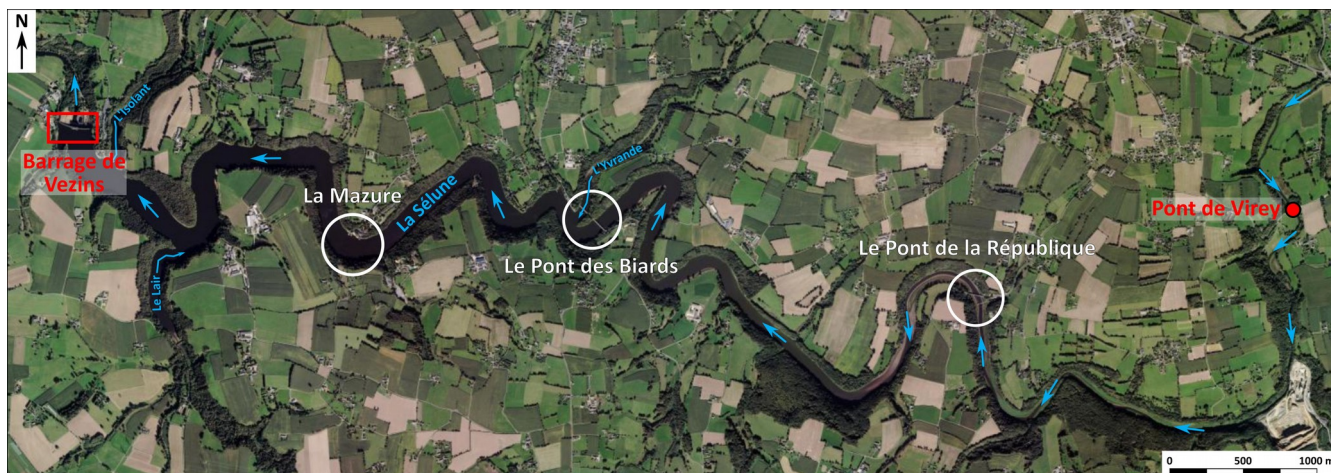 N
L'Isolant
Barrage de
Vezins
Le Lair
La Mazure
La Sélune
L'Yvrande
Le Pont des Biards
Le Pont de la République
Pont de Virey
0 500 1000 m